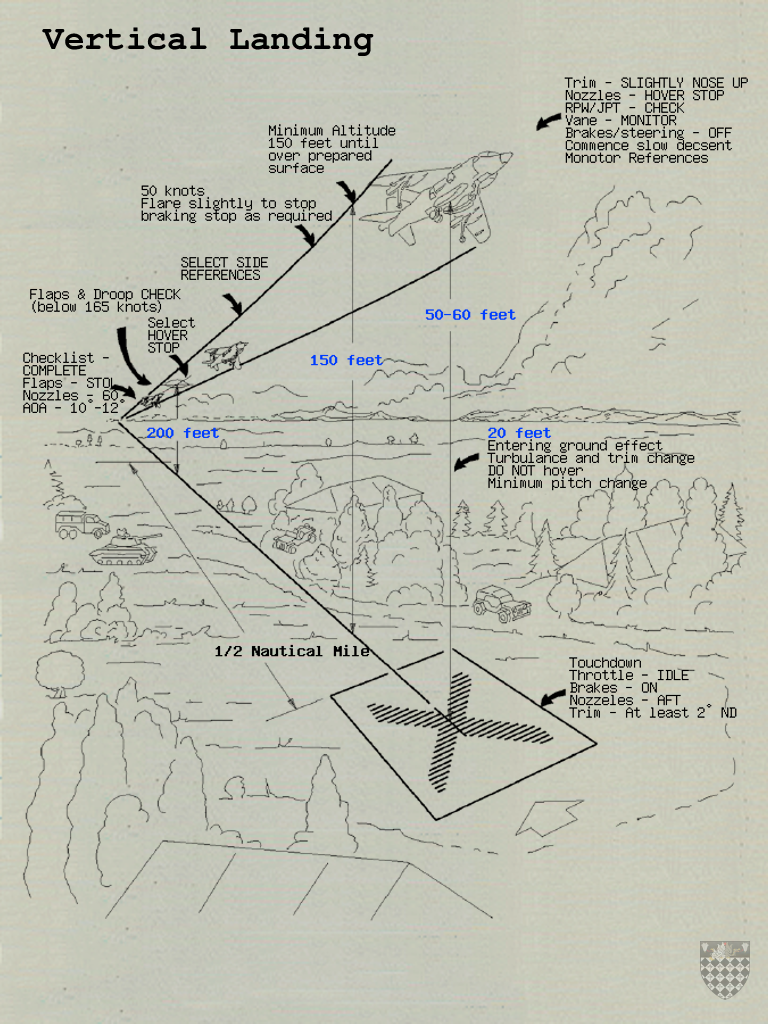 Vertical Landing
Trim - SLIGHTLY NOSE UP
Nozzles - HOVER STOP
RPW/JPT - CHECK
Vane - MONITOR
Brakes/steering - OFF
Commence slow decsent
Monotor References
Minimum Altitude
150 feet until
over prepared
surface
50 knots
Flare slightly to stop
braking stop as required
SELECT SIDE
REFERENCES
Flaps & Droop CHECK
(below 165 knots)
Select
HOVER
STOP
Checklist -
COMPLETE
Flaps - STOL
Nozzles - 60°
AOA - 10°-12°
50-60 feet
150 feet
200 feet
20 feet
Entering ground effect
Turbulance and trim change
DO NOT hover
Minimum pitch change
1/2 Nautical Mile
Touchdown
Throttle - IDLE
Brakes - ON
Nozzeles - AFT
Trim - At least 2° ND